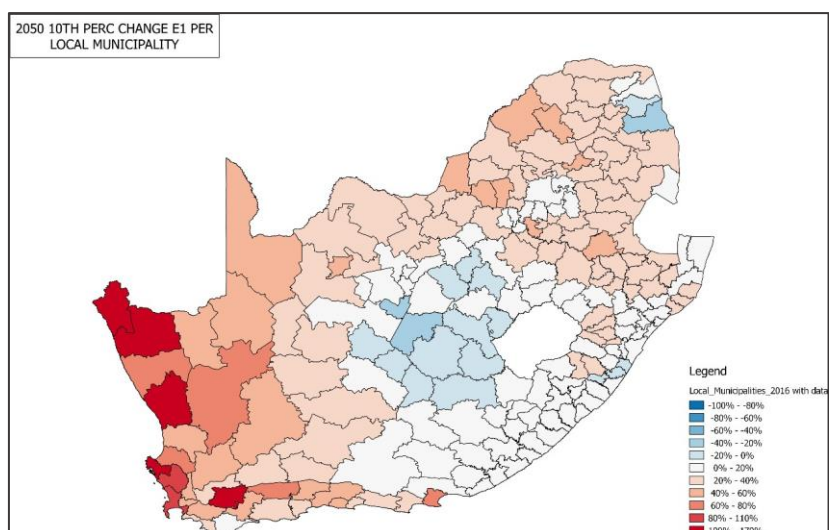 2050 10TH PERC CHANGE E1 PER
LOCAL MUNICIPALITY
Legend
Local_Municipalities_2016 with data
-100% - -80%
-80% - -60%
-60% - -40%
-40% - -20%
-20% - 0%
0% - 20%
20% - 40%
40% - 60%
60% - 80%
80% - 110%